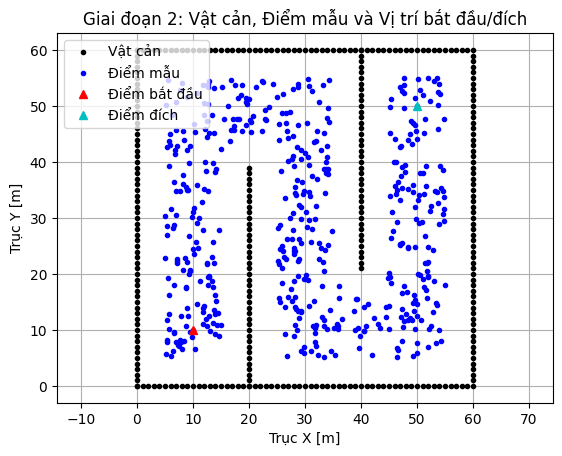 Giai đoạn 2: Vật cản, Điểm mẫu và Vị trí bắt đầu/đích
Vật cản
Điểm mẫu
Điểm bắt đầu
Điểm đích
60
50
40
30
20
10
0
Trục Y [m]
−10
0
10
20
30
40
50
60
70
Trục X [m]